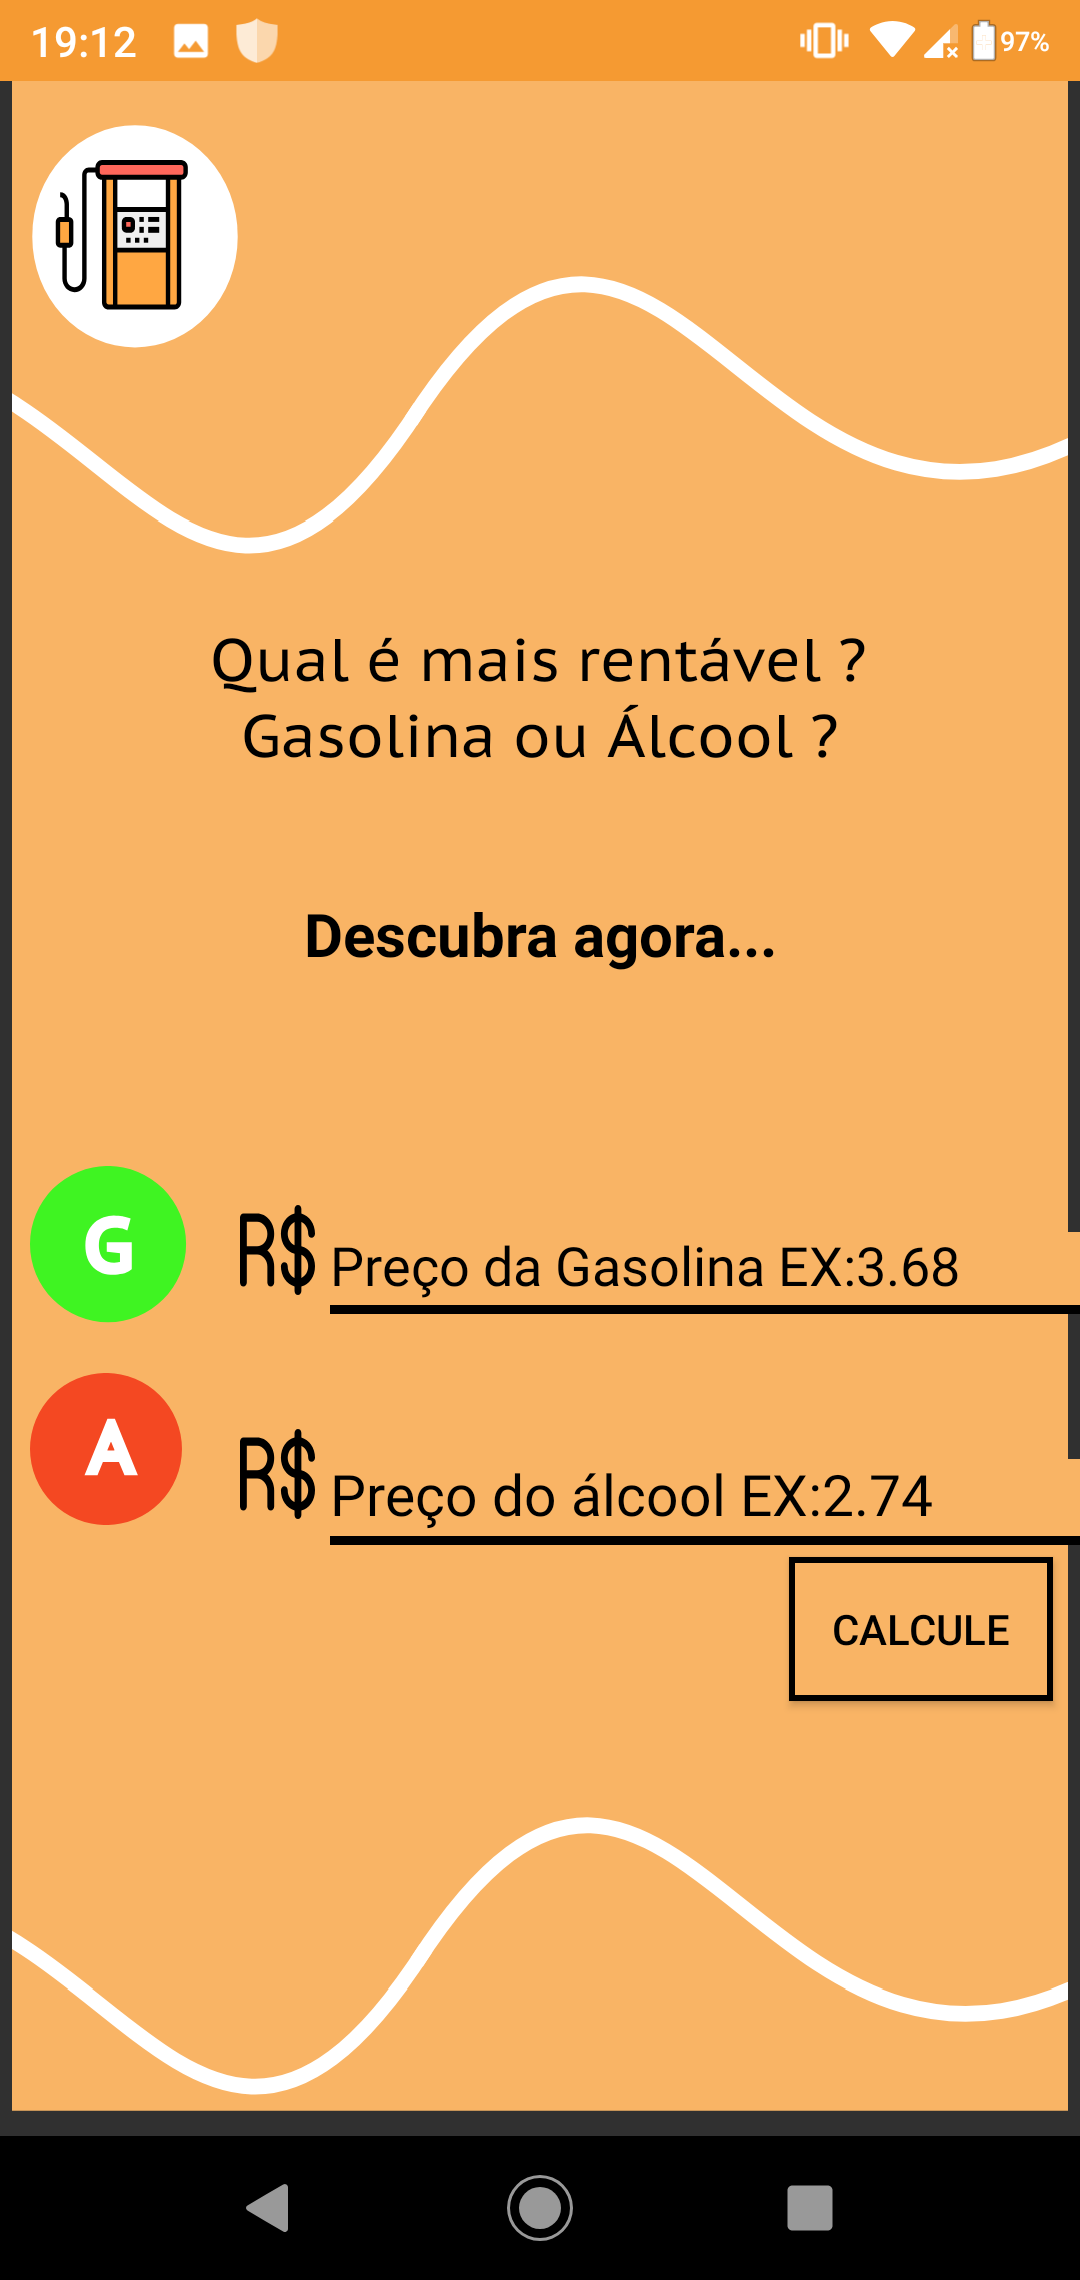 19:12
97%
Qual é mais rentável ?
Gasolina ou Álcool ?
Descubra agora...
G
R$ Preço da Gasolina EX:3.68
A
R$ Preço do álcool EX:2.74
CALCULE